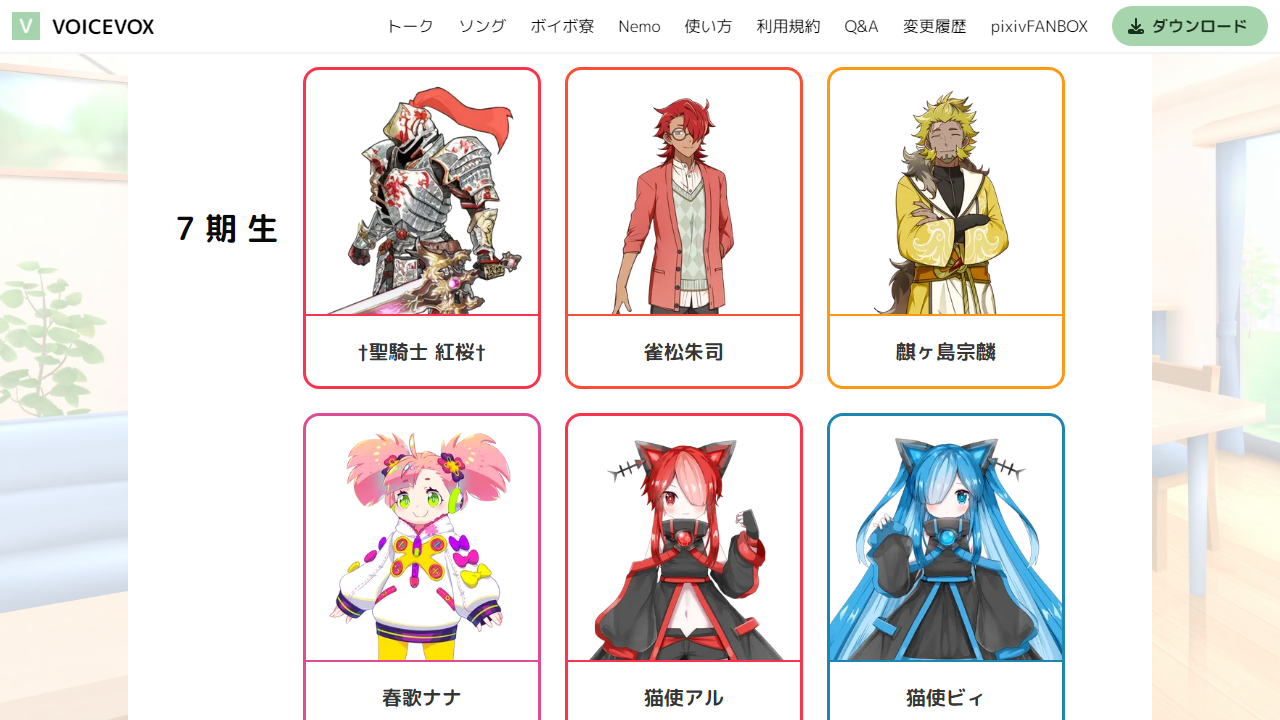 V VOICEVOX トーク ソング ボイボ寮 Nemo 使い方 利用規約 Q&A 変更履歴 pixivFANBOX ダウンロード
7期生
†聖騎士 紅桜† 雀松朱司 麒ヶ島宗麟
春歌ナナ 猫使アル 猫使ビィ